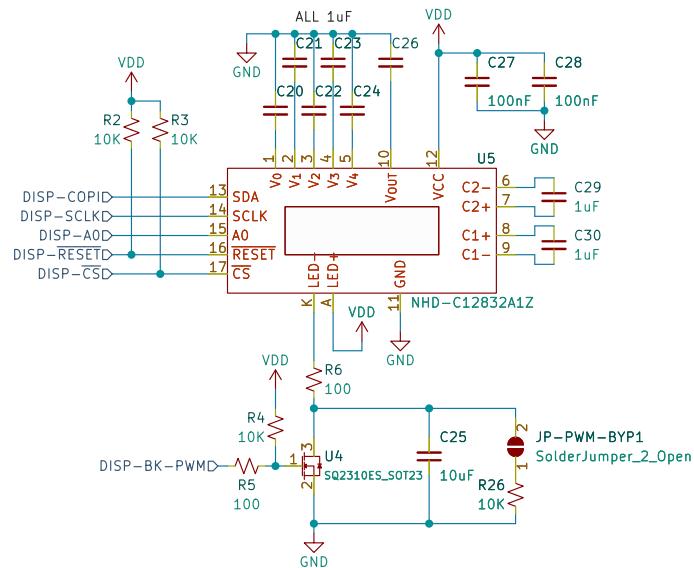 ALL 1uF
VDD
C21
C23
C26
GND
C27
C28
VDD
C20
C22
C24
100nF
100nF
R2
R3
10K
10K
GND
1
2
3
4
5
10
12
U5
V0
V1
V2
V3
V4
VOUT
VCC
DISP-COPI
13
SDA
C2-
6
C29
DISP-SCLK
14
SCLK
C2+
7
1uF
DISP-A0
15
A0
C1+
8
C30
DISP-RESET
16
RESET
C1-
9
1uF
DISP-CS
17
CS
LED-
LED+
GND
K
A
11
NHD-C12832A1Z
VDD
GND
VDD
R6
100
R4
10K
C25
10uF
2
JP-PWM-BYP1
SolderJumper_2_Open
1
3
U4
DISP-BK-PWM
1
SQ2310ES_SOT23
R5
100
2
R26
10K
GND